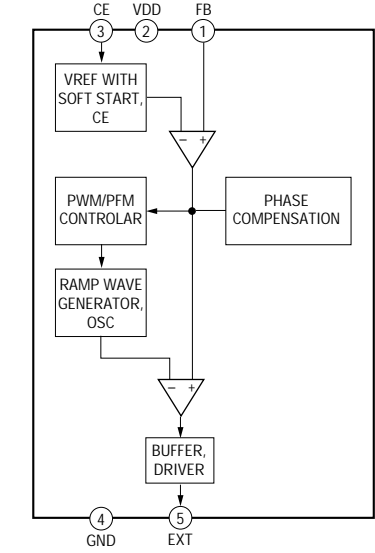 CE VDD FB
3 2 1
VREF WITH
SOFT START,
CE
− +
PWM/PFM
CONTROLAR
PHASE
COMPENSATION
RAMP WAVE
GENERATOR,
OSC
− +
BUFFER,
DRIVER
4 5
GND EXT